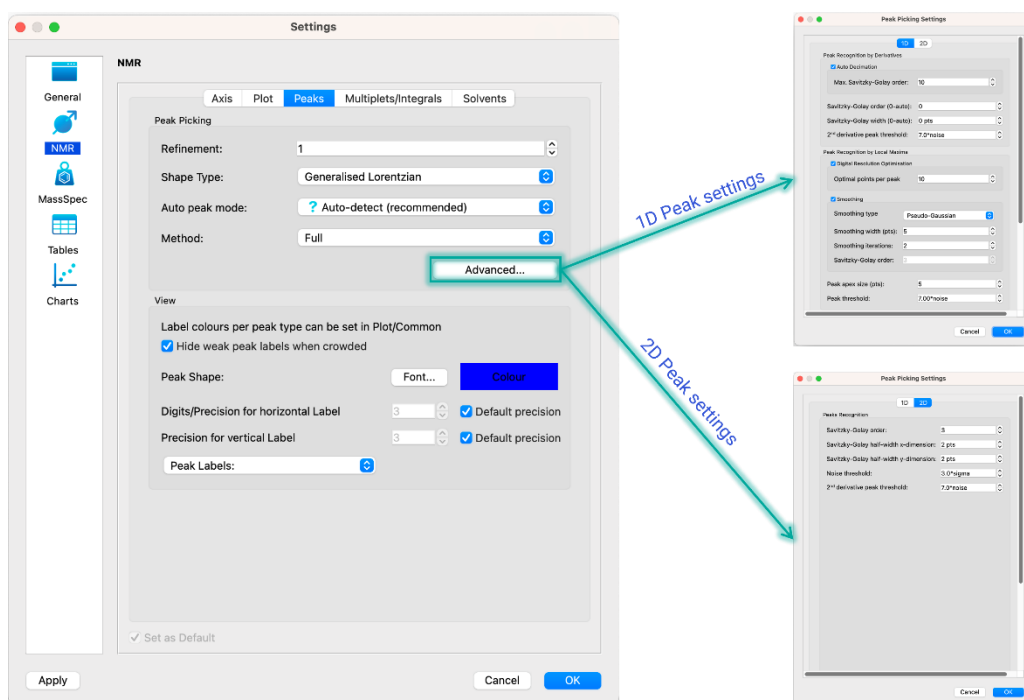 Settings
General
NMR
MassSpec
Tables
Charts
NMR
Axis Plot Peaks Multiplets/Integrals Solvents
Peak Picking
Refinement: 1
Shape Type: Generalised Lorentzian
Auto peak mode: ? Auto-detect (recommended)
Method: Full
Advanced...
View
Label colours per peak type can be set in Plot/Common
Hide weak peak labels when crowded
Peak Shape: Font... Colour
Digits/Precision for horizontal Label 3 Default precision
Precision for vertical Label 3 Default precision
Peak Labels:
Set as Default
Apply Cancel OK
1D Peak settings
2D Peak settings
Peak Picking Settings
1D 2D
Peak Recognition by Derivatives
Auto Decimation
Max. Savitzky-Golay order: 10
Savitzky-Golay order (0-auto): 0
Savitzky-Golay width (0-auto): 0 pts
2nd derivative peak threshold: 7.0*noise
Peak Recognition by Local Maxima
Digital Resolution Optimisation
Optimal points per peak 10
Smoothing
Smoothing type Pseudo-Gaussian
Smoothing width (pts): 5
Smoothing iterations: 2
Savitzky-Golay order: 3
Peak apex size (pts): 5
Peak threshold: 7.00*noise
Cancel OK
Peak Picking Settings
1D 2D
Peaks Recognition
Savitzky-Golay order: 3
Savitzky-Golay half-width x-dimension: 2 pts
Savitzky-Golay half-width y-dimension: 2 pts
Noise threshold: 3.0*sigma
2nd derivative peak threshold: 7.0*noise
Cancel OK